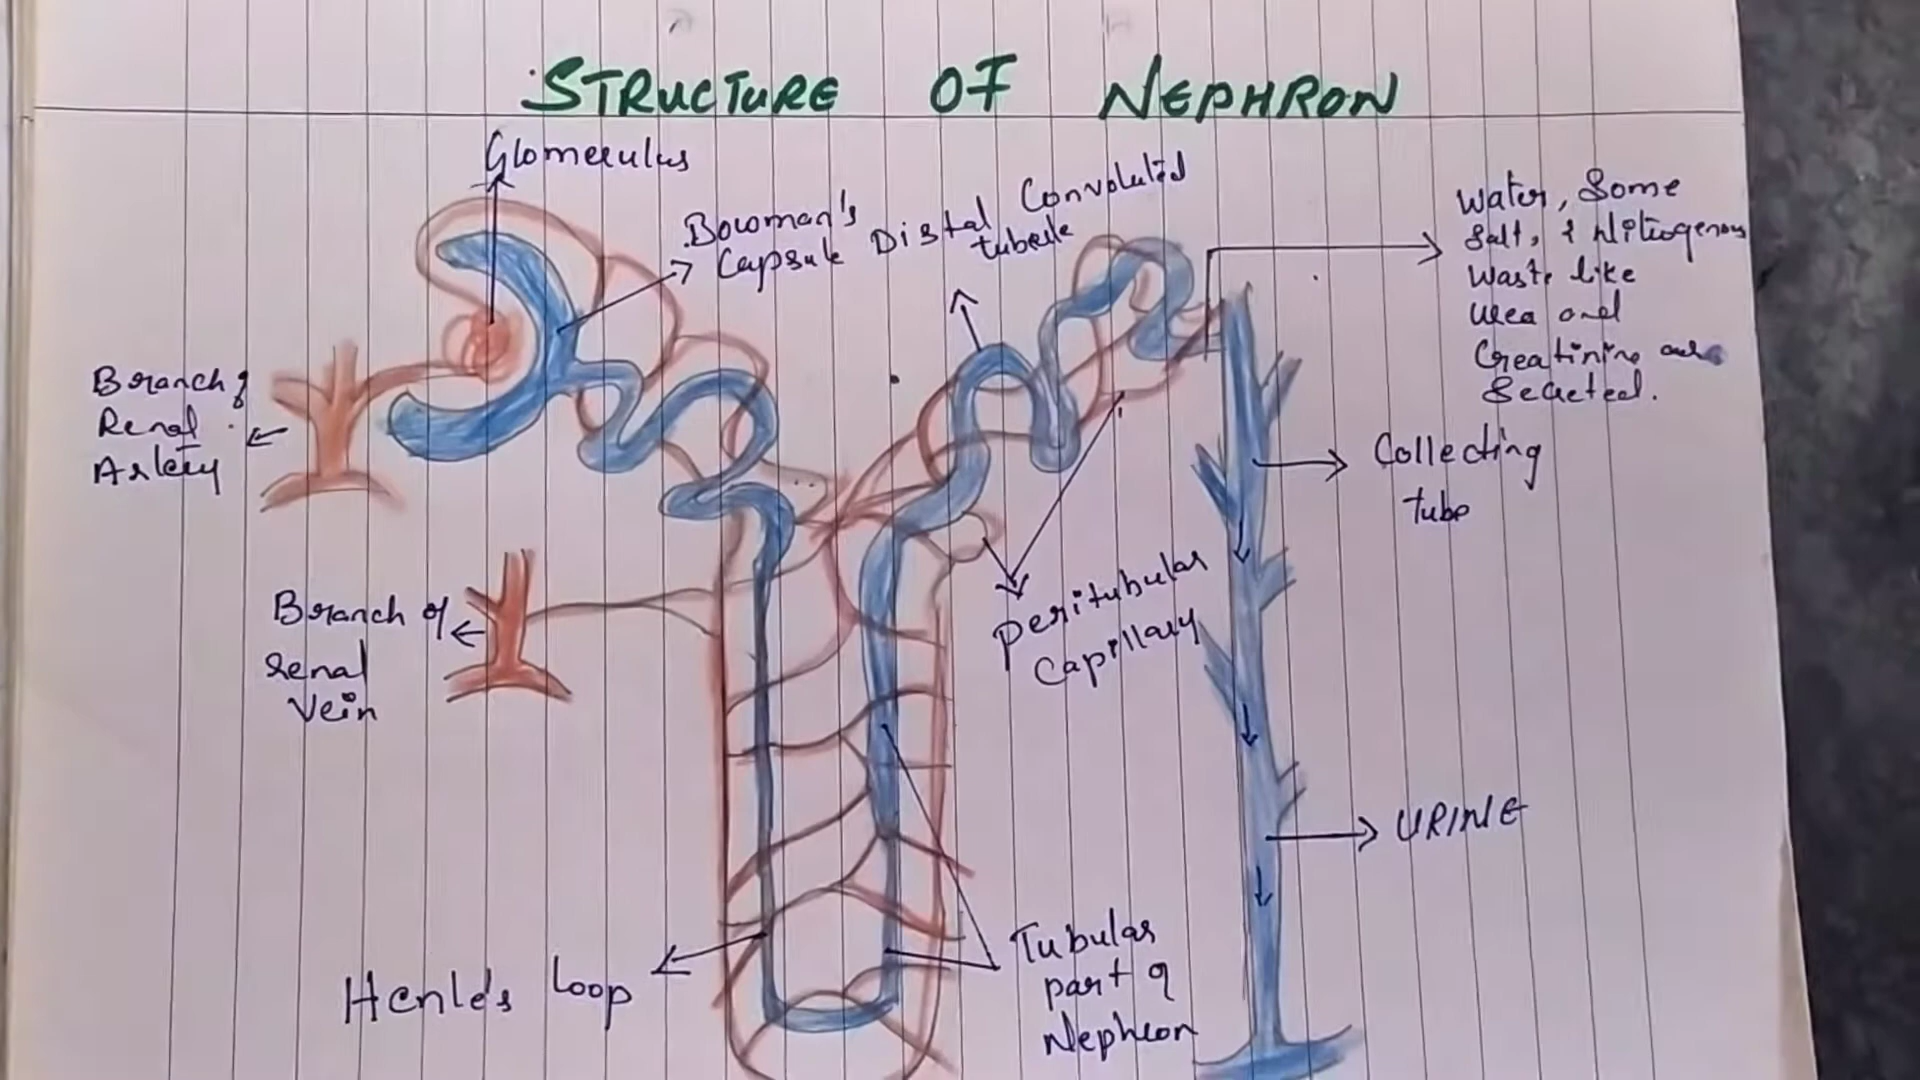 STRUCTURE OF NEPHRON
Glomerulus
Bowman's
Capsule
Distal Convoluted
tubule
Water, Some
Salt, & Nitrogenous
Waste like
Urea and
Creatinine are
Secreted.
Branch of
Renal
Artery
Collecting
tube
Branch of
renal
Vein
Peritubular
Capillary
URINE
Henle's Loop
Tubular
part of
Nephron